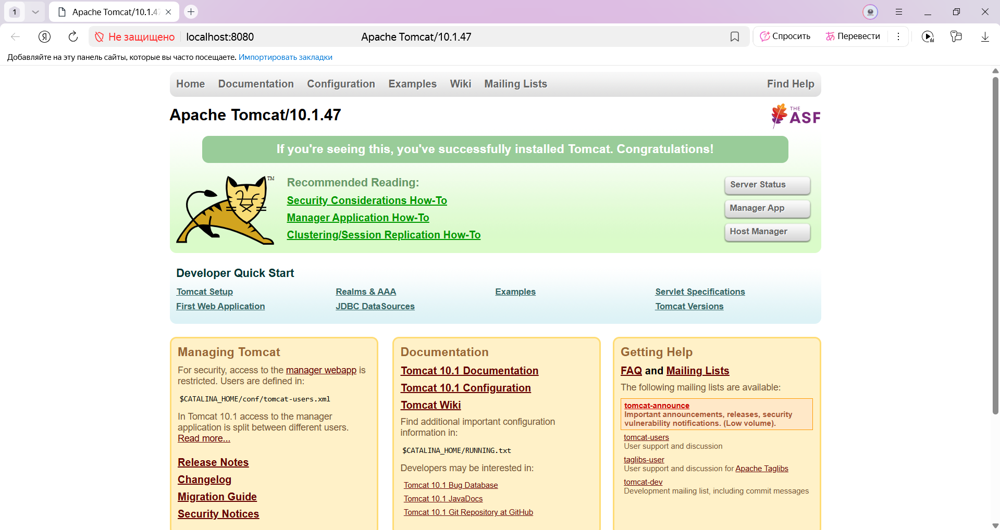 1
Apache Tomcat/10.1.47
Не защищено
localhost:8080
Apache Tomcat/10.1.47
Спросить
Перевести
Добавляйте на эту панель сайты, которые вы часто посещаете. Импортировать закладки
Home Documentation Configuration Examples Wiki Mailing Lists Find Help
Apache Tomcat/10.1.47
THE
ASF
If you're seeing this, you've successfully installed Tomcat. Congratulations!
TM
Recommended Reading:
Security Considerations How-To
Manager Application How-To
Clustering/Session Replication How-To
Server Status
Manager App
Host Manager
Developer Quick Start
Tomcat Setup
First Web Application
Realms & AAA
JDBC DataSources
Examples
Servlet Specifications
Tomcat Versions
Managing Tomcat
For security, access to the manager webapp is
restricted. Users are defined in:
$CATALINA_HOME/conf/tomcat-users.xml
In Tomcat 10.1 access to the manager
application is split between different users.
Read more...
Release Notes
Changelog
Migration Guide
Security Notices
Documentation
Tomcat 10.1 Documentation
Tomcat 10.1 Configuration
Tomcat Wiki
Find additional important configuration
information in:
$CATALINA_HOME/RUNNING.txt
Developers may be interested in:
Tomcat 10.1 Bug Database
Tomcat 10.1 JavaDocs
Tomcat 10.1 Git Repository at GitHub
Getting Help
FAQ and Mailing Lists
The following mailing lists are available:
tomcat-announce
Important announcements, releases, security
vulnerability notifications. (Low volume).
tomcat-users
User support and discussion
taglibs-user
User support and discussion for Apache Taglibs
tomcat-dev
Development mailing list, including commit messages